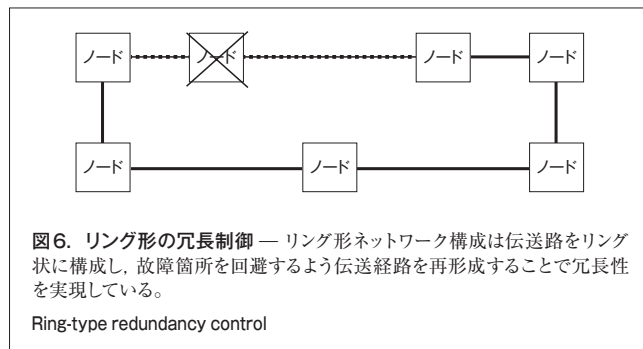 ノード ノード ノード ノード
ノード ノード ノード
図6. リング形の冗長制御 ― リング形ネットワーク構成は伝送路をリング
状に構成し,故障箇所を回避するよう伝送経路を再形成することで冗長性
を実現している。
Ring-type redundancy control